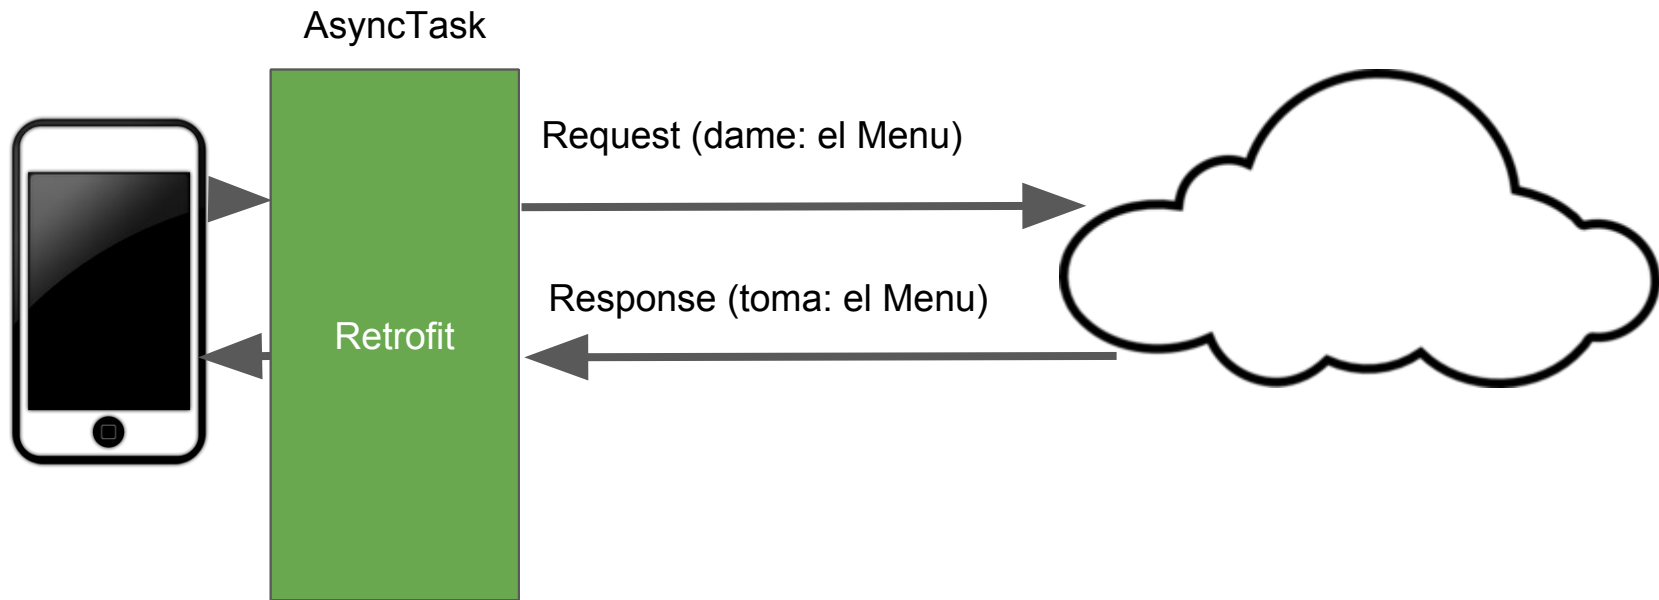 AsyncTask
Request (dame: el Menu)
Response (toma: el Menu)
Retrofit